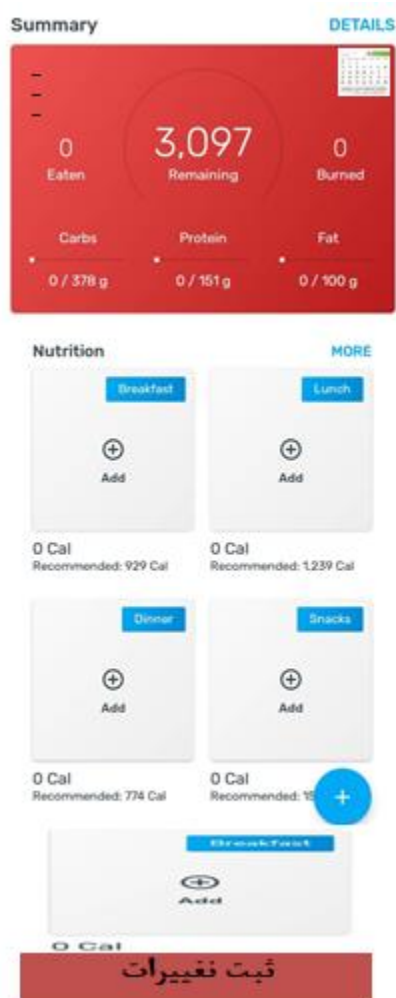 Summary DETAILS
0 3,097 0
Eaten Remaining Burned
Carbs Protein Fat
0 / 378 g 0 / 151 g 0 / 100 g
Nutrition MORE
Breakfast Lunch
Add Add
0 Cal 0 Cal
Recommended: 929 Cal Recommended: 1,239 Cal
Dinner Snacks
Add Add
0 Cal 0 Cal
Recommended: 774 Cal Recommended:
Breakfast
Add
0 Cal
ثبت تغییرات